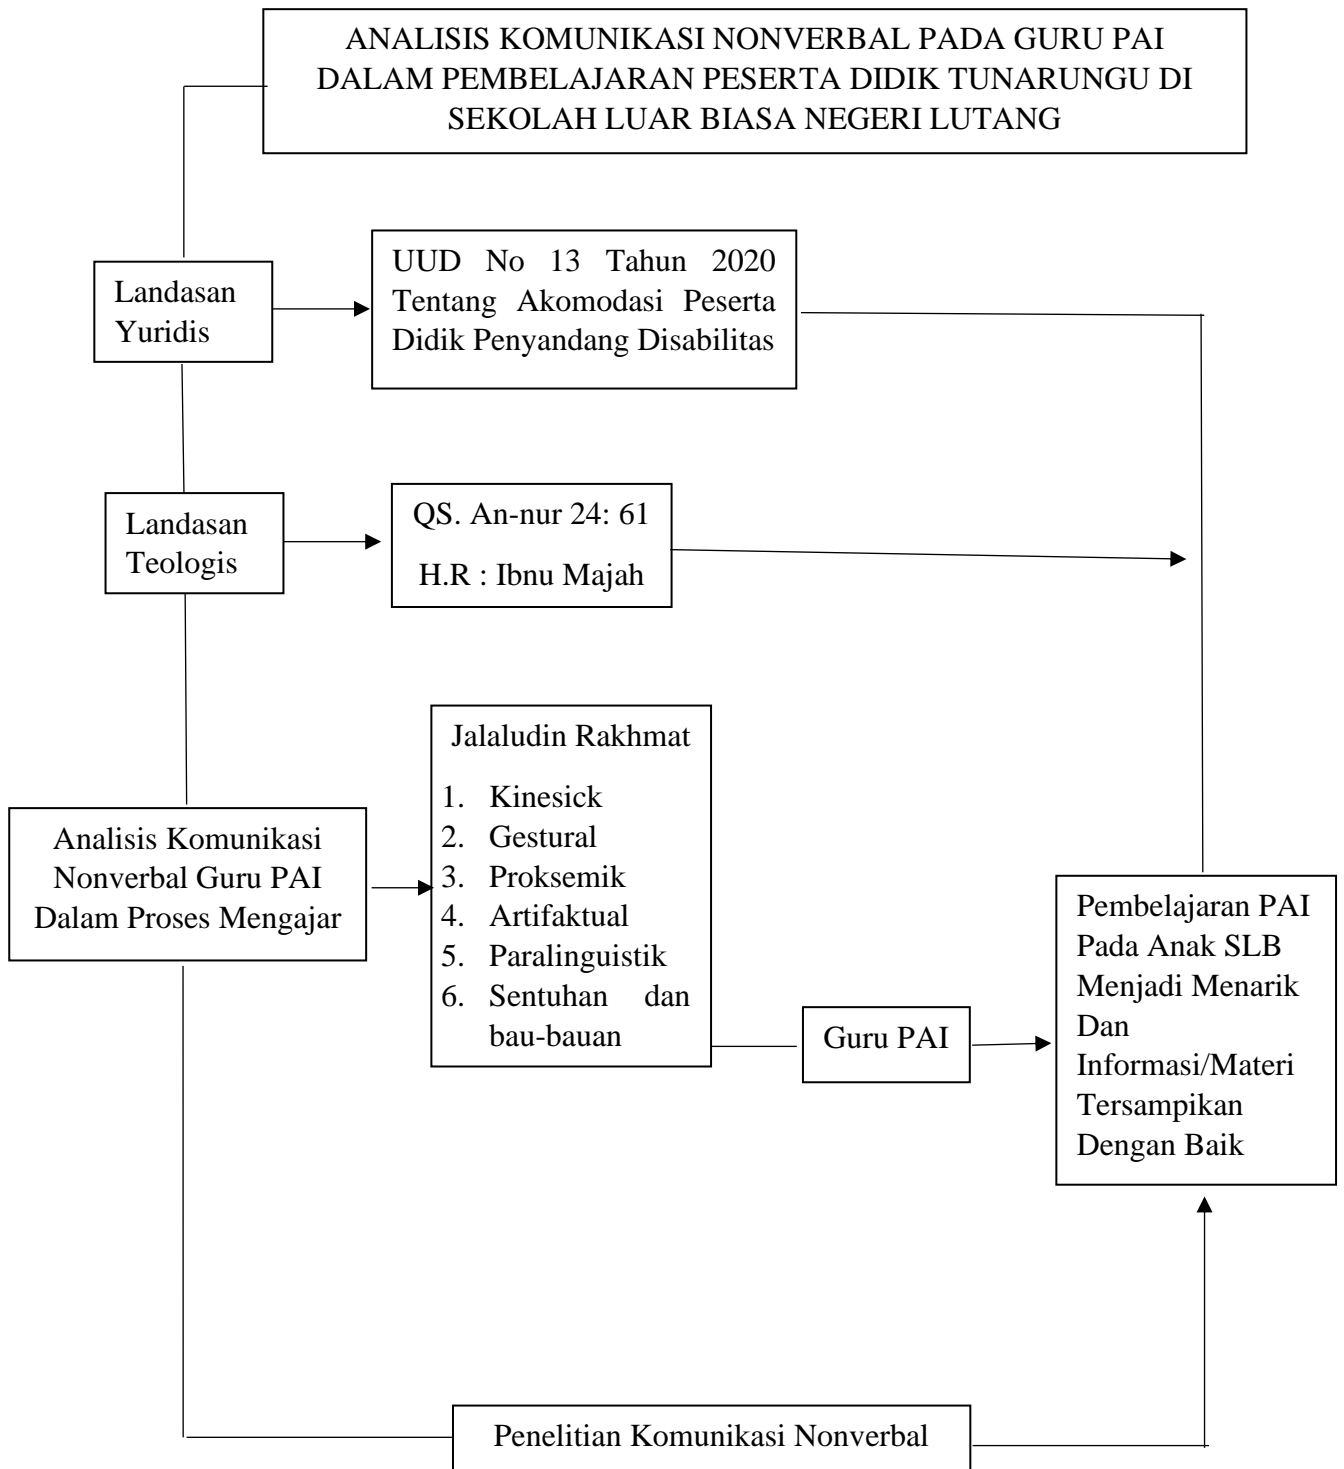 ANALISIS KOMUNIKASI NONVERBAL PADA GURU PAI
DALAM PEMBELAJARAN PESERTA DIDIK TUNARUNGU DI
SEKOLAH LUAR BIASA NEGERI LUTANG
Landasan
Yuridis
UUD No 13 Tahun 2020
Tentang Akomodasi Peserta
Didik Penyandang Disabilitas
Landasan
Teologis
QS. An-nur 24: 61
H.R : Ibnu Majah
Analisis Komunikasi
Nonverbal Guru PAI
Dalam Proses Mengajar
Jalaludin Rakhmat
1. Kinesick
2. Gestural
3. Proksemik
4. Artifaktual
5. Paralinguistik
6. Sentuhan dan
bau-bauan
Guru PAI
Pembelajaran PAI
Pada Anak SLB
Menjadi Menarik
Dan
Informasi/Materi
Tersampikan
Dengan Baik
Penelitian Komunikasi Nonverbal